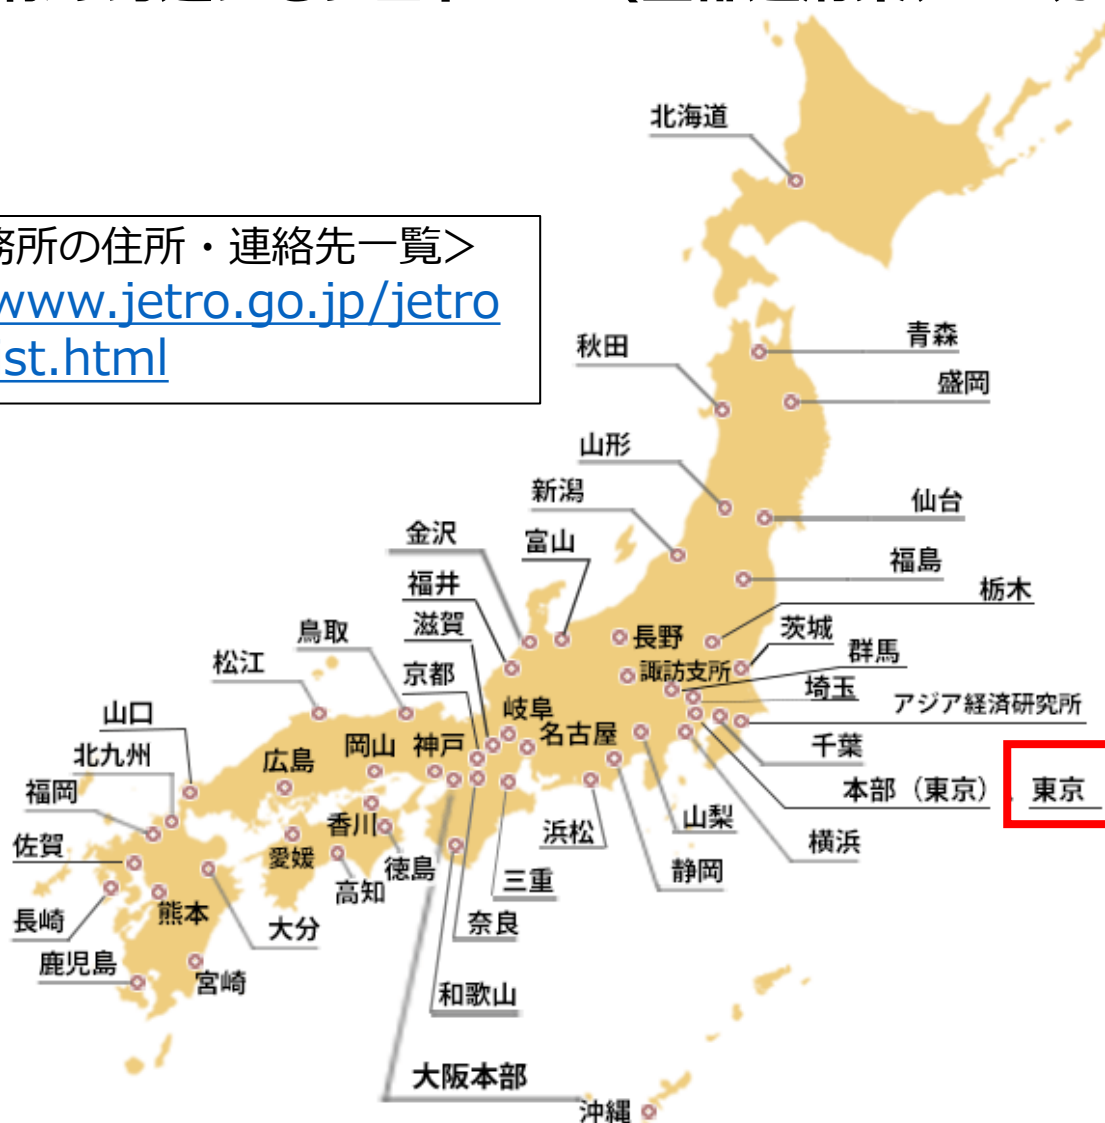 北海道
務所の住所・連絡先一覧＞
www.jetro.go.jp/jetro
ist.html
青森
秋田
盛岡
山形
新潟
仙台
金沢
富山
福島
福井
栃木
滋賀
茨城
鳥取
長野
群馬
松江
京都
諏訪支所
埼玉
アジア経済研究所
山口
岐阜
名古屋
千葉
北九州
広島
岡山
神戸
本部（東京）
東京
福岡
香川
浜松
山梨
横浜
佐賀
愛媛
徳島
高知
三重
静岡
長崎
熊本
大分
奈良
鹿児島
宮崎
和歌山
大阪本部
沖縄